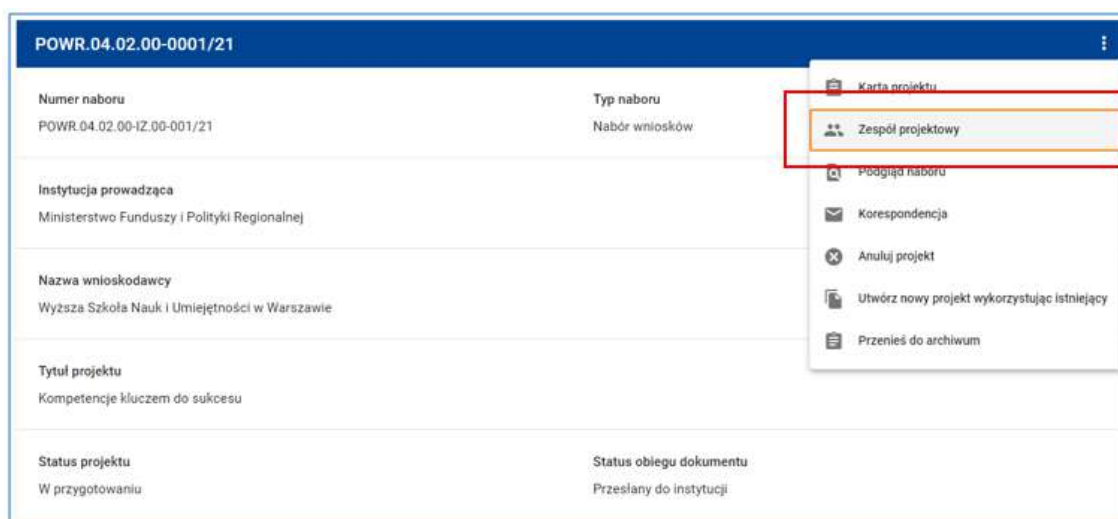 POWR.04.02.00-0001/21
Numer naboru
POWR.04.02.00-IZ.00-001/21
Typ naboru
Nabór wniosków
Instytucja prowadząca
Ministerstwo Funduszy i Polityki Regionalnej
Nazwa wnioskodawcy
Wyższa Szkoła Nauk i Umiejętności w Warszawie
Tytuł projektu
Kompetencje kluczem do sukcesu
Status projektu
W przygotowaniu
Status obiegu dokumentu
Przesłany do instytucji
Karta projektu
Zespół projektowy
Podgląd naboru
Korespondencja
Anuluj projekt
Utwórz nowy projekt wykorzystując istniejący
Przenieś do archiwum